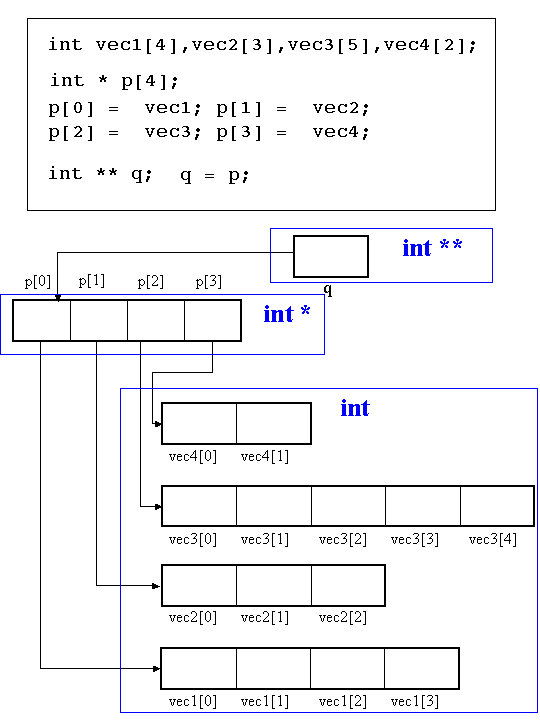 int vec1[4],vec2[3],vec3[5],vec4[2];
int * p[4];
p[0] = vec1; p[1] = vec2;
p[2] = vec3; p[3] = vec4;
int ** q; q = p;
int **
q
p[0] p[1] p[2] p[3]
int *
int
vec4[0] vec4[1]
vec3[0] vec3[1] vec3[2] vec3[3] vec3[4]
vec2[0] vec2[1] vec2[2]
vec1[0] vec1[1] vec1[2] vec1[3]